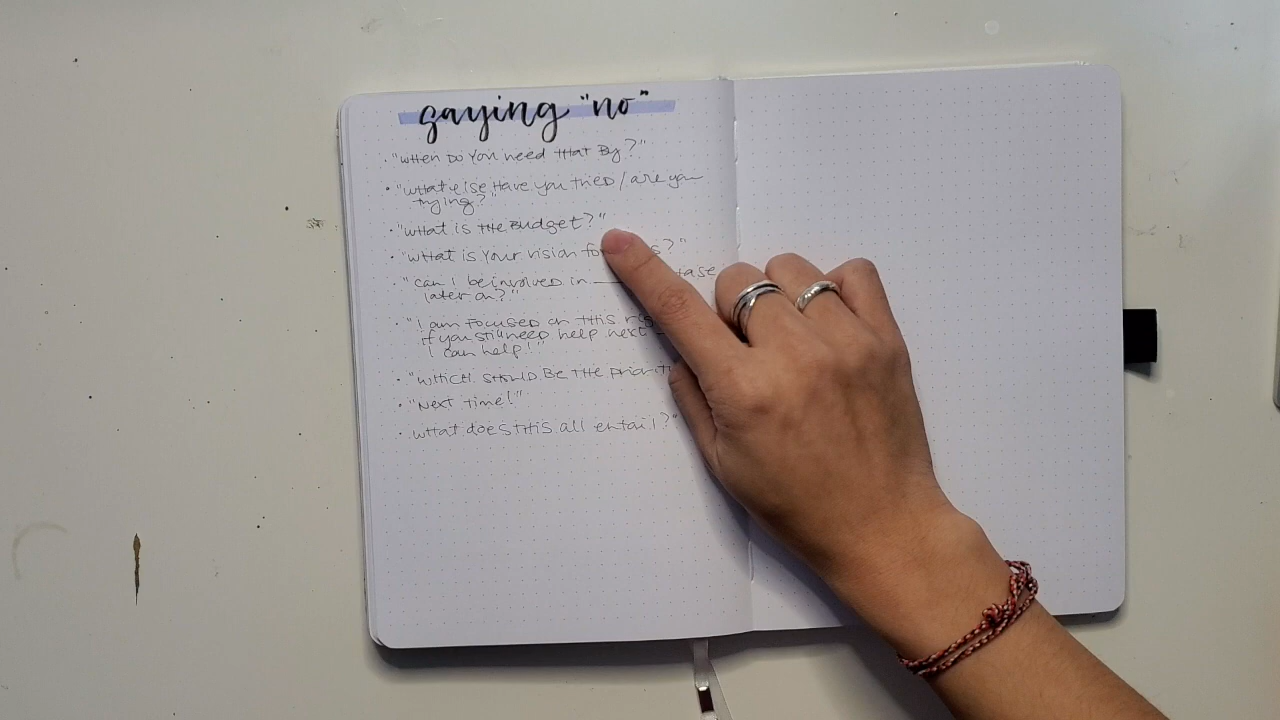 saying "no"
· "When do you need that by?"
· "What else have you tried / are you
trying?"
· "What is the budget?"
· "What is your vision for
"can I be involved in ____
later on?"
· "I am focused on this
if you still need help next
I can help!"
· "Which should be the
· "Next time!"
· what does this all entail?"